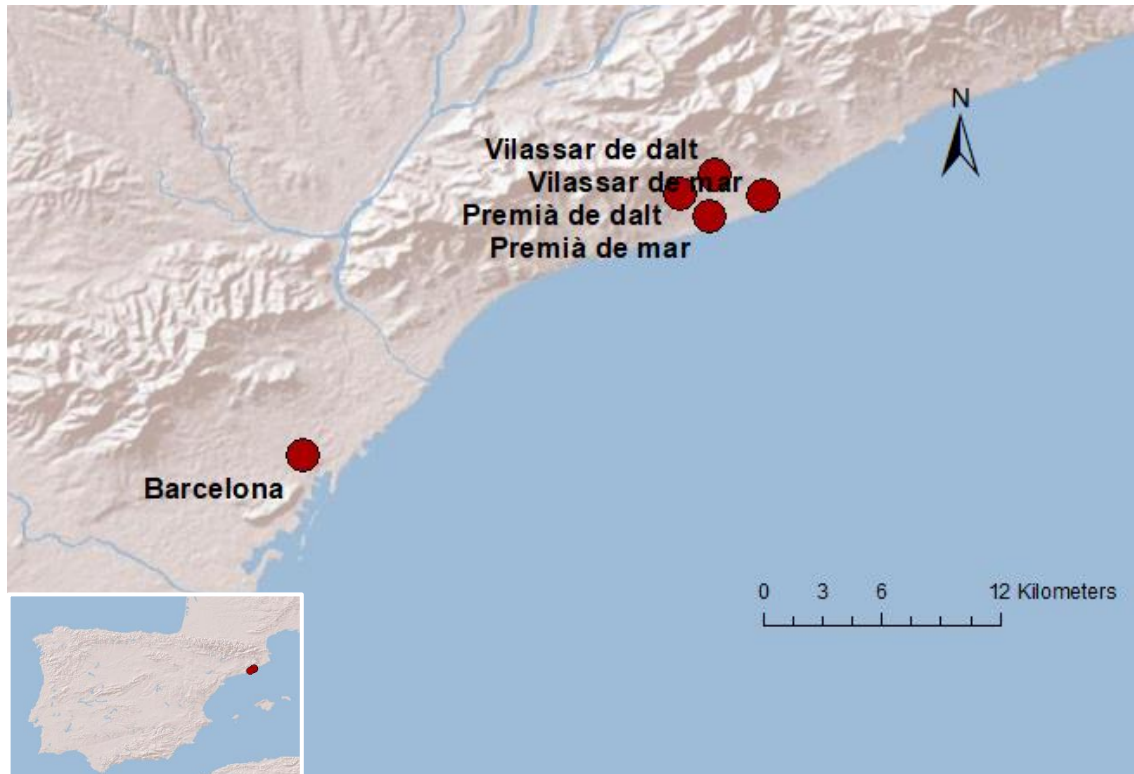 N
Vilassar de dalt
Vilassar de mar
Premià de dalt
Premià de mar
Barcelona
0 3 6 12 Kilometers